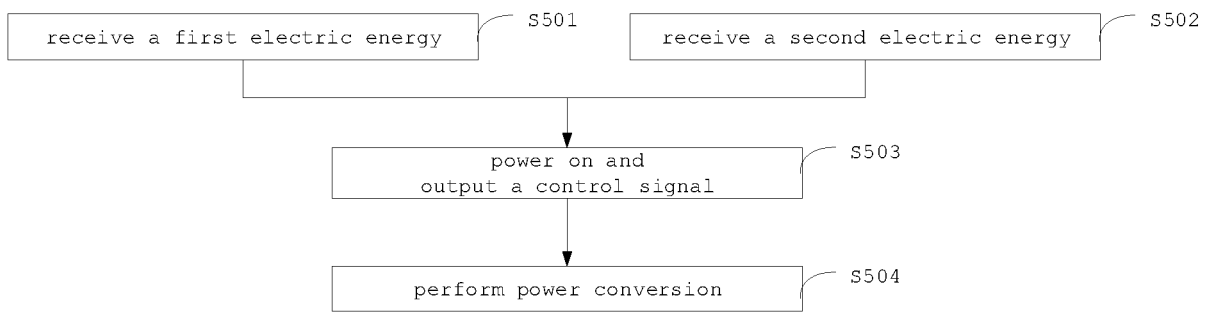 S501
receive a first electric energy
S502
receive a second electric energy
S503
power on and
output a control signal
S504
perform power conversion